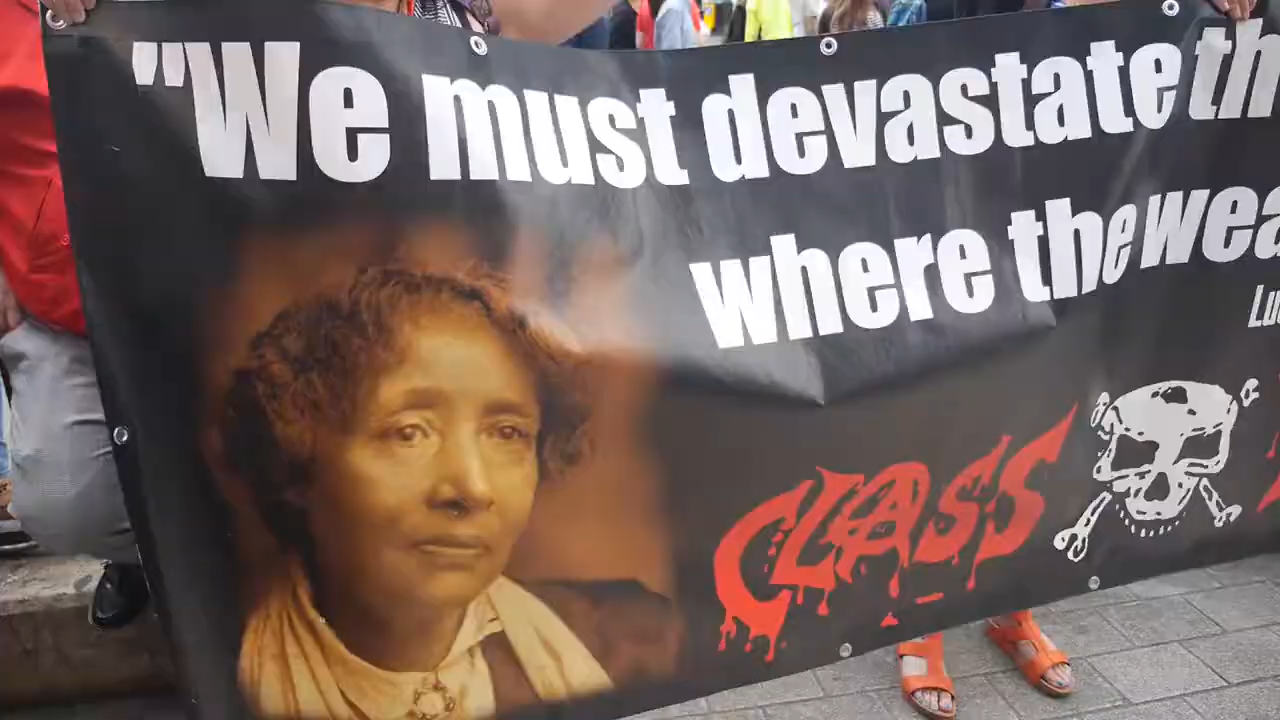 "We must devastate th
where the wea
Lu
CLASS